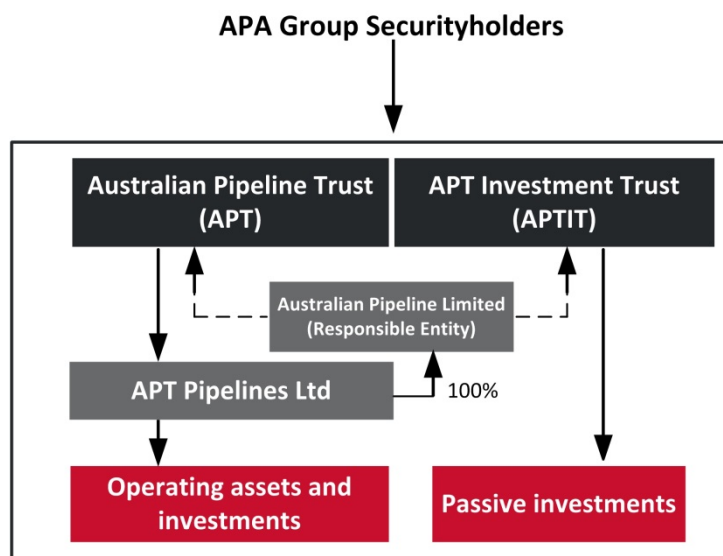 APA Group Securityholders
Australian Pipeline Trust
(APT)
APT Investment Trust
(APTIT)
Australian Pipeline Limited
(Responsible Entity)
APT Pipelines Ltd
100%
Operating assets and
investments
Passive investments